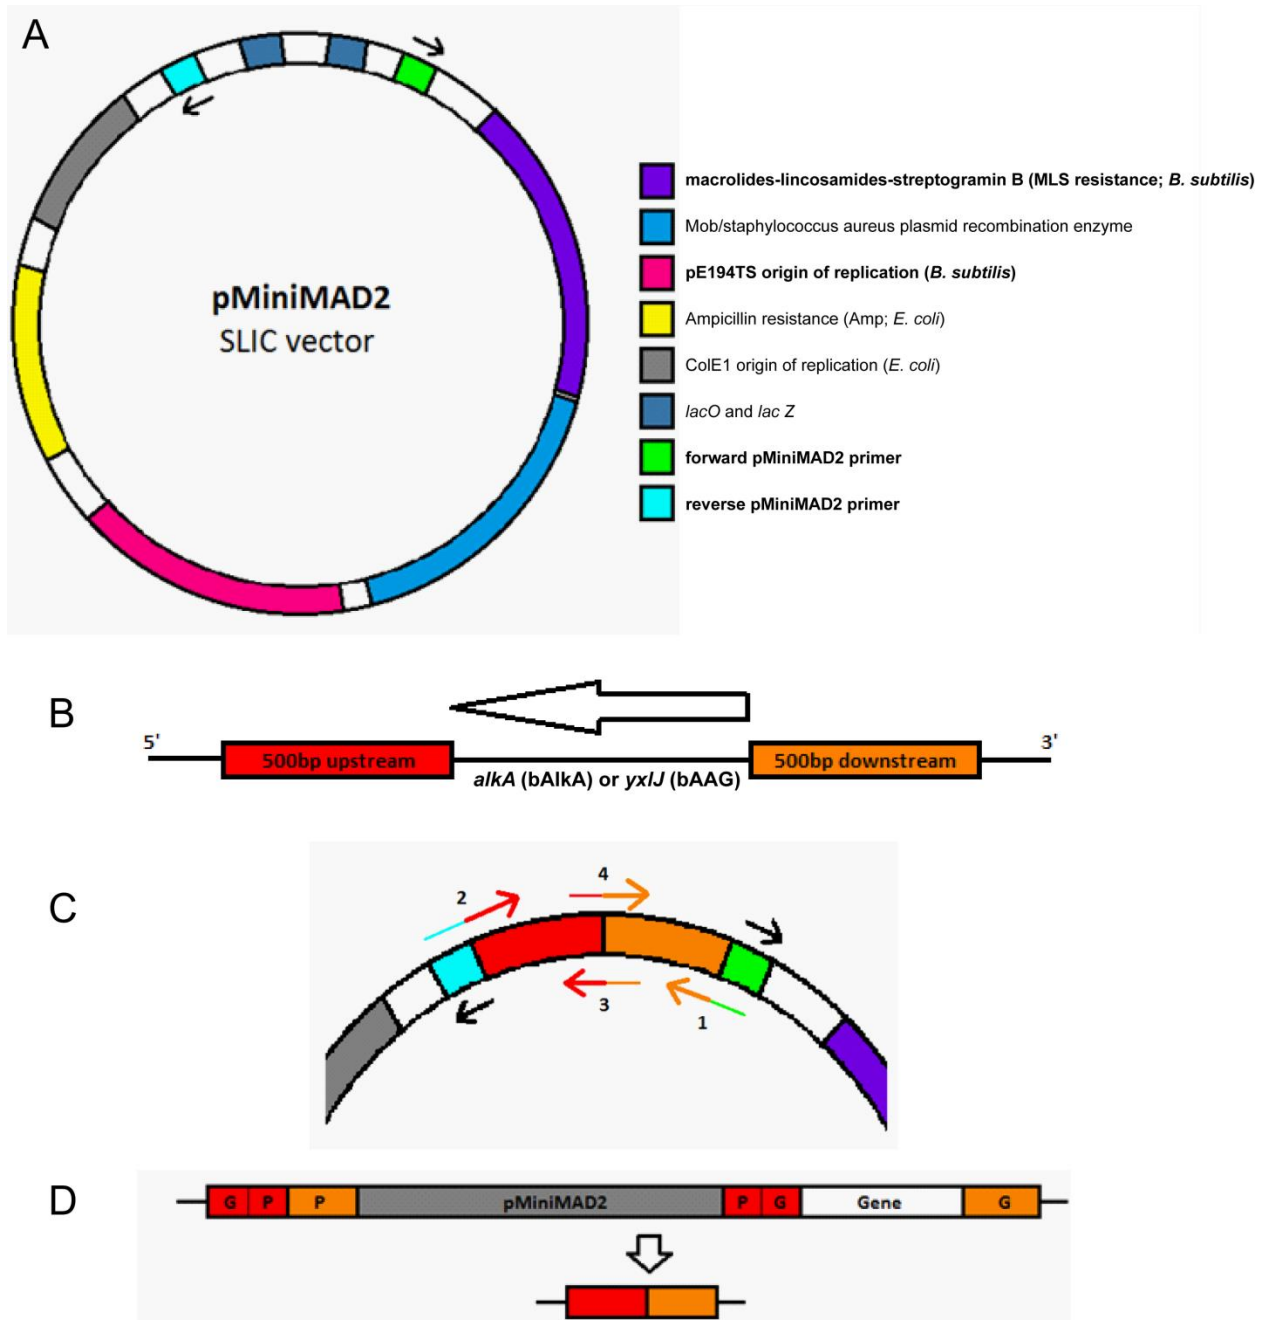 A
pMiniMAD2
SLIC vector
macrolides-lincosamides-streptogramin B (MLS resistance; B. subtilis)
Mob/staphylococcus aureus plasmid recombination enzyme
pE194TS origin of replication (B. subtilis)
Ampicillin resistance (Amp; E. coli)
ColE1 origin of replication (E. coli)
lacO and lac Z
forward pMiniMAD2 primer
reverse pMiniMAD2 primer
B
5' 3'
500bp upstream 500bp downstream
alkA (bAlkA) or yxlJ (bAAG)
C
2 4
3 1
D
G P P pMiniMAD2 P G Gene G